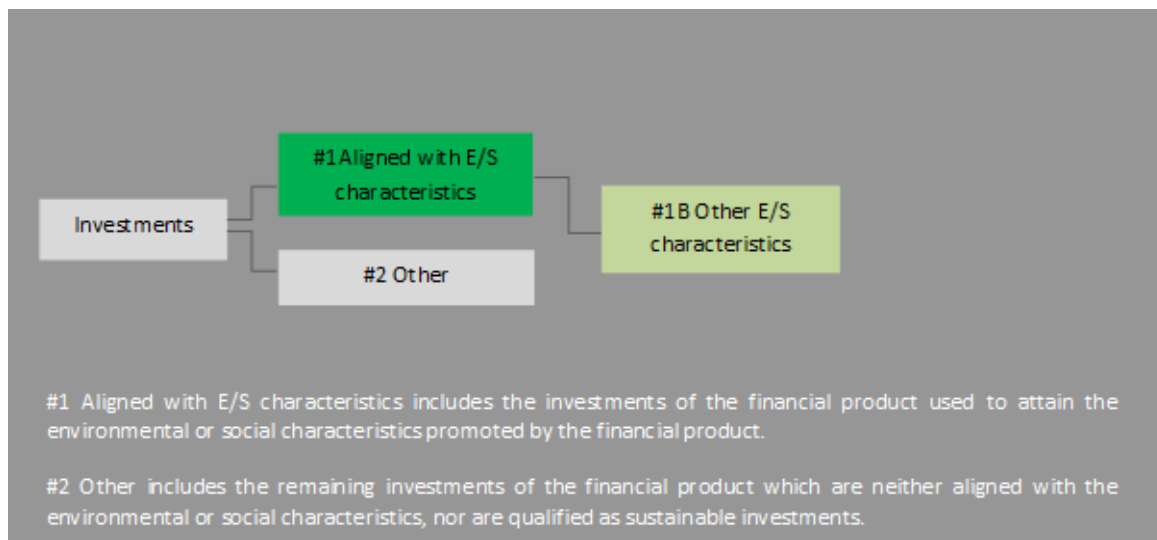 #1Aligned with E/S
characteristics
Investments
#1B Other E/S
characteristics
#2 Other
#1 Aligned with E/S characteristics includes the investments of the financial product used to attain the
environmental or social characteristics promoted by the financial product.
#2 Other includes the remaining investments of the financial product which are neither aligned with the
environmental or social characteristics, nor are qualified as sustainable investments.